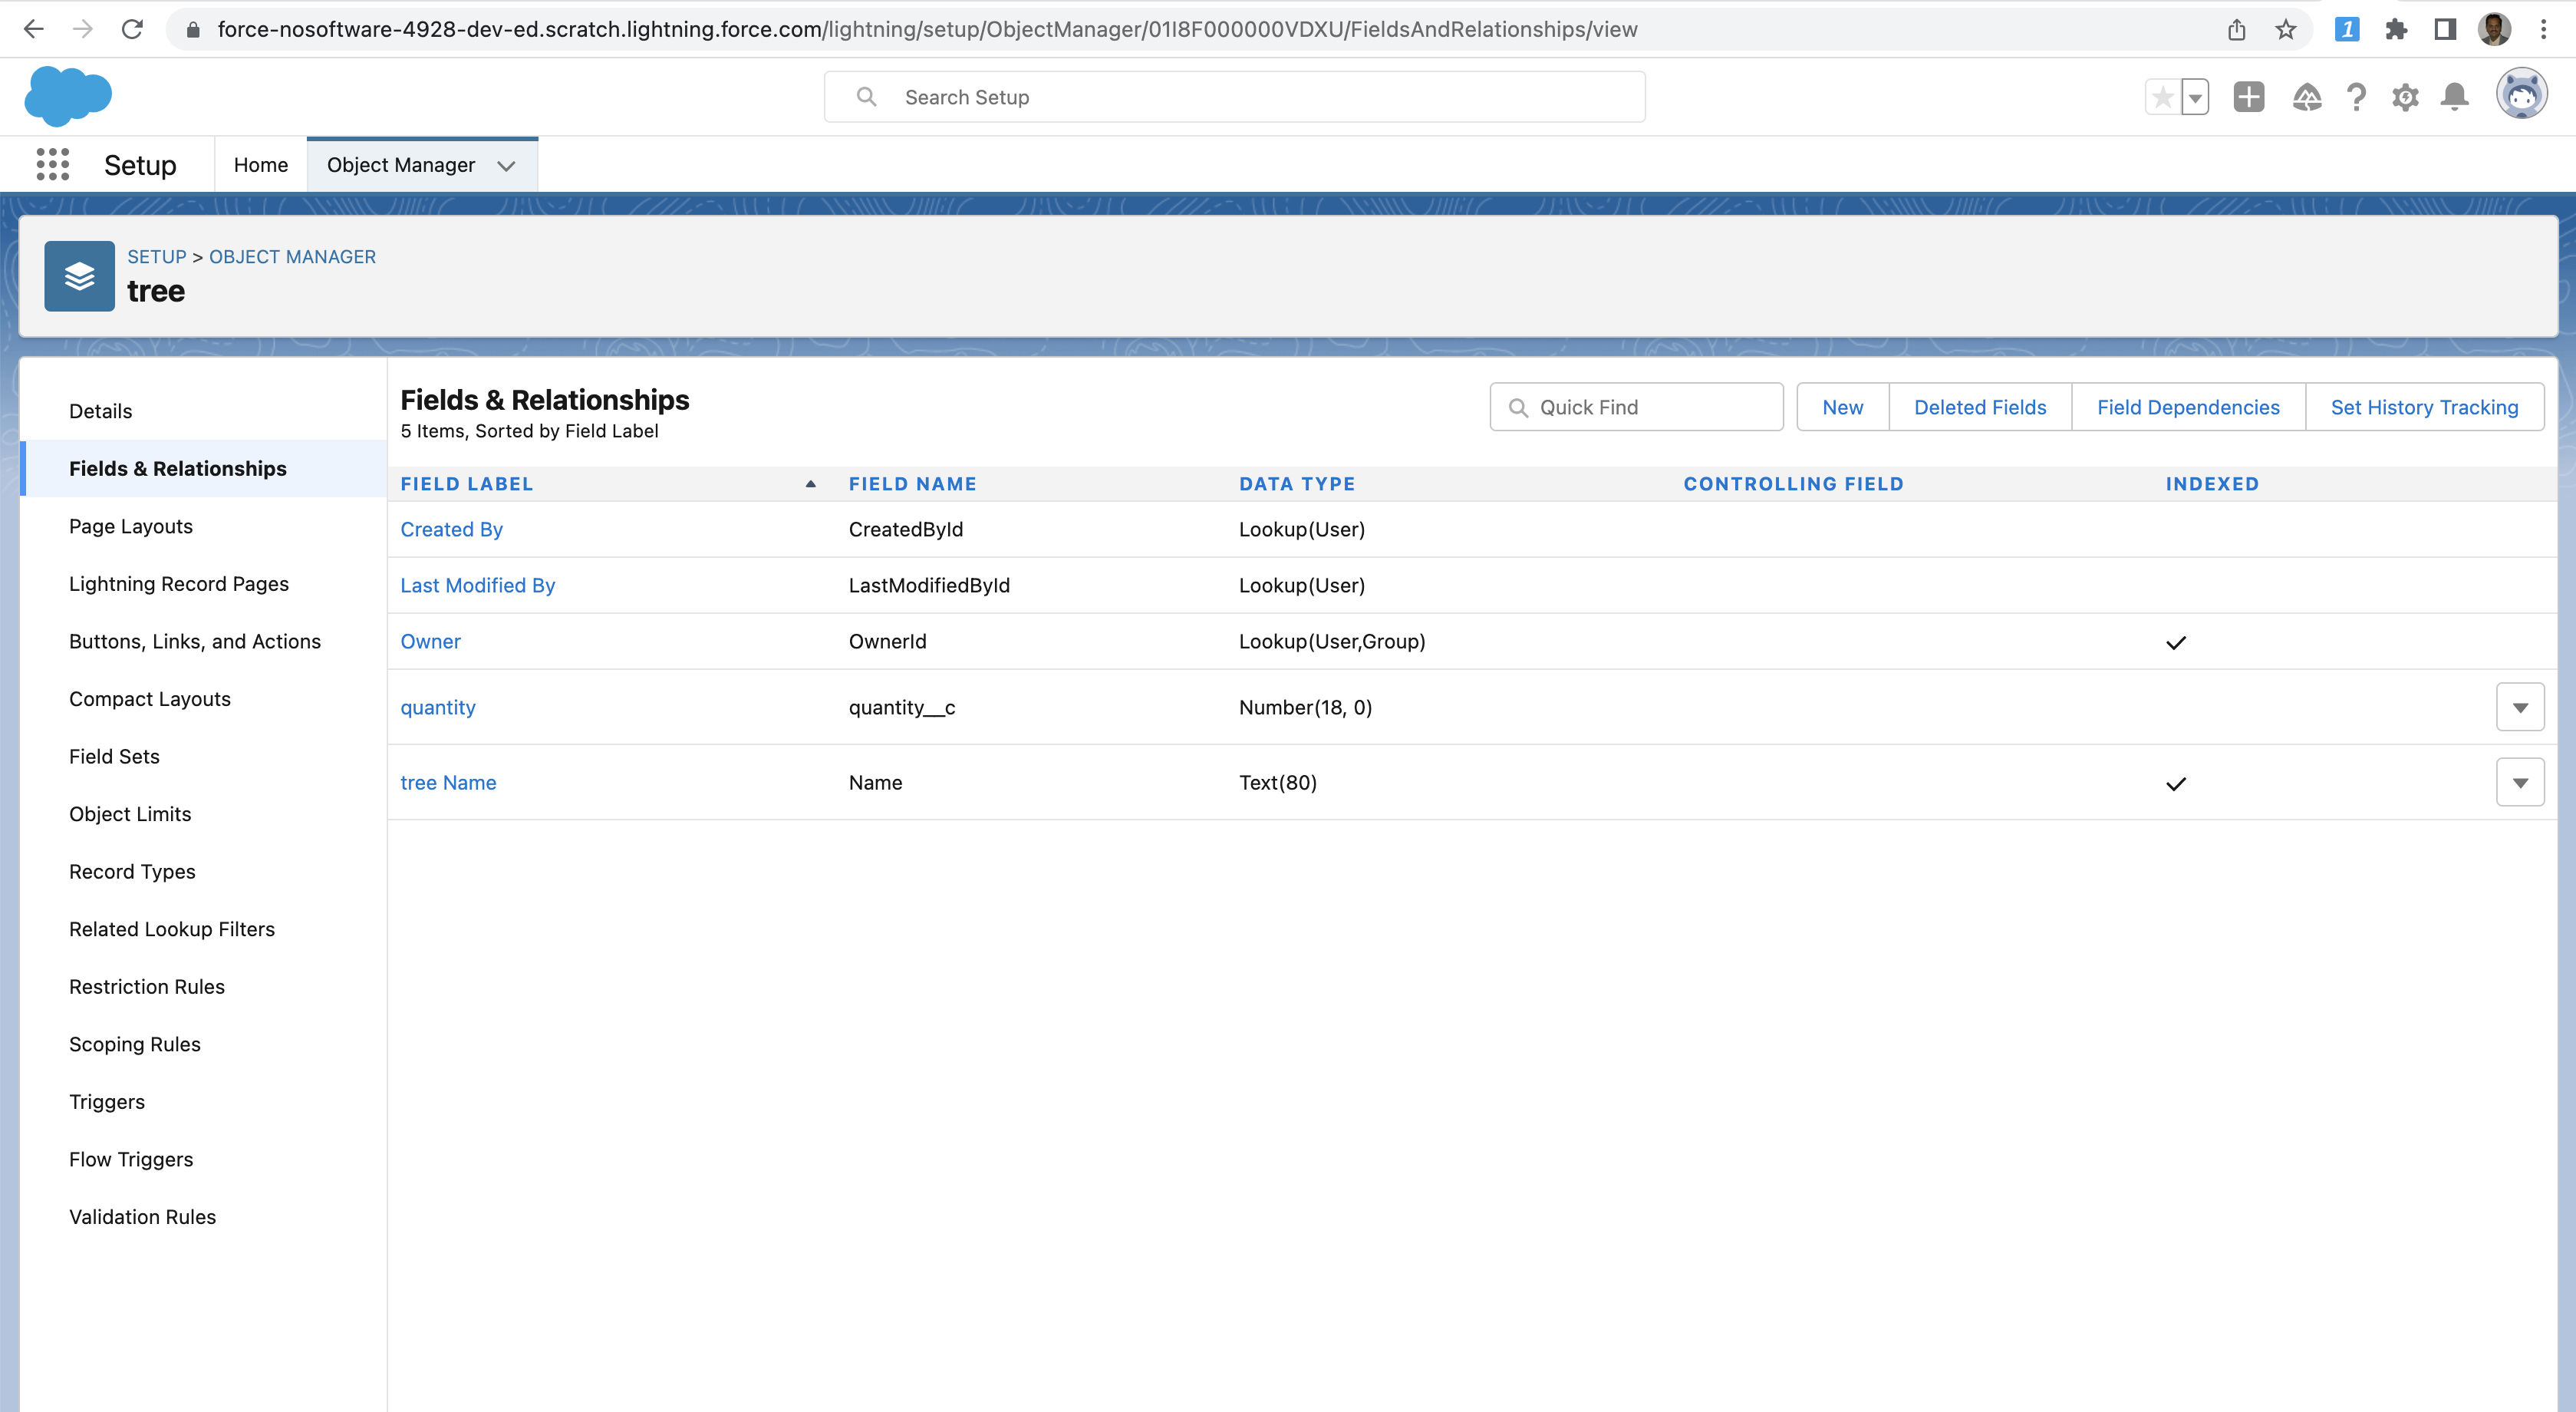 force-nosoftware-4928-dev-ed.scratch.lightning.force.com/lightning/setup/ObjectManager/01I8F000000VDXU/FieldsAndRelationships/view
1
Search Setup
Setup
Home
Object Manager
SETUP > OBJECT MANAGER
tree
Details
Fields & Relationships
Page Layouts
Lightning Record Pages
Buttons, Links, and Actions
Compact Layouts
Field Sets
Object Limits
Record Types
Related Lookup Filters
Restriction Rules
Scoping Rules
Triggers
Flow Triggers
Validation Rules
Fields & Relationships
5 Items, Sorted by Field Label
Quick Find
New
Deleted Fields
Field Dependencies
Set History Tracking
FIELD LABEL FIELD NAME DATA TYPE CONTROLLING FIELD INDEXED
Created By CreatedById Lookup(User)
Last Modified By LastModifiedById Lookup(User)
Owner OwnerId Lookup(User,Group)
quantity quantity__c Number(18, 0)
tree Name Name Text(80)